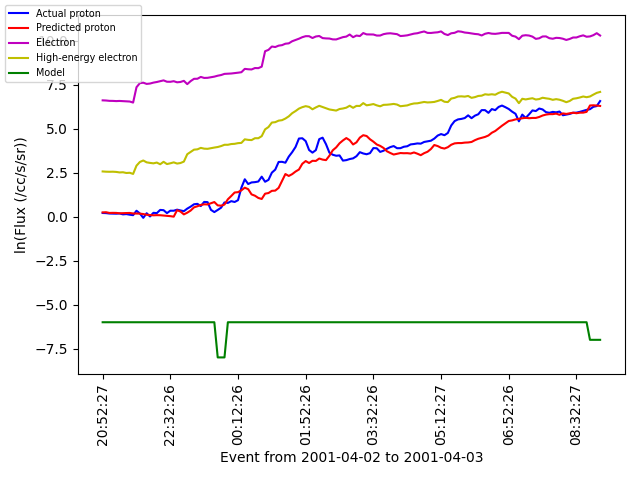 Actual proton
Predicted proton
Electron
High-energy electron
Model
10.0
7.5
5.0
2.5
0.0
−2.5
−5.0
−7.5
ln(Flux (/cc/s/sr))
20:52:27
22:32:26
00:12:26
01:52:26
03:32:26
05:12:27
06:52:26
08:32:27
Event from 2001-04-02 to 2001-04-03